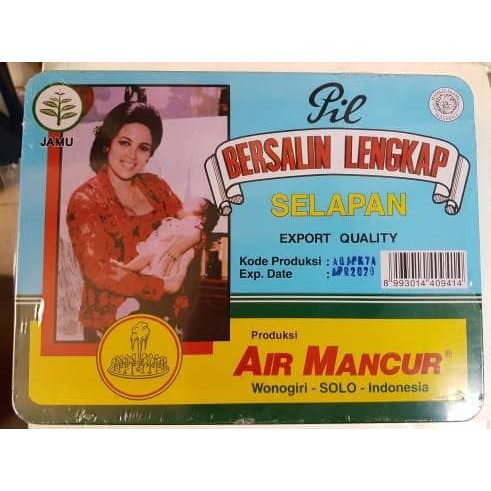 JAMU
Pil
BERSALIN LENGKAP
SELAPAN
EXPORT QUALITY
Kode Produksi :
Exp. Date : APR2020
8 993014 409414
Produksi
AIR MANCUR®
Wonogiri - SOLO - Indonesia